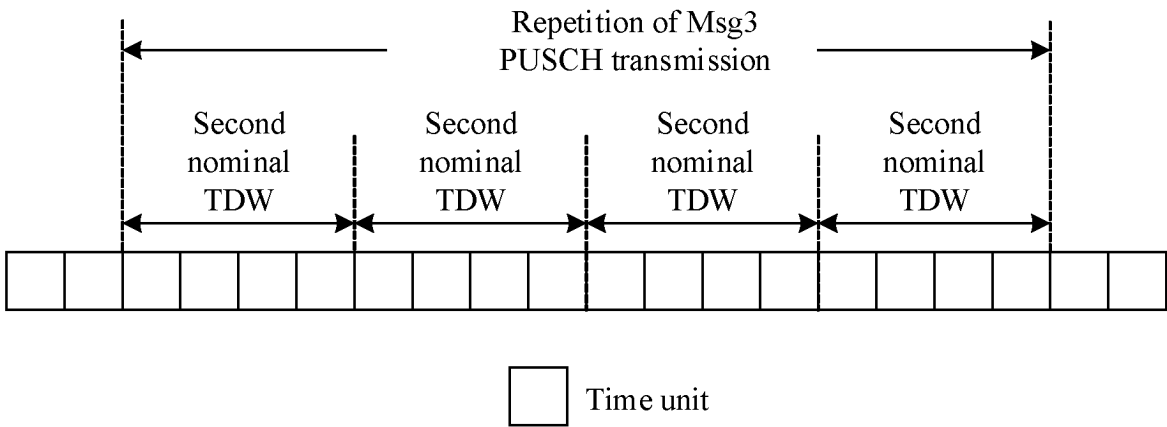 Repetition of Msg3
PUSCH transmission
Second
nominal
TDW
Second
nominal
TDW
Second
nominal
TDW
Second
nominal
TDW
Time unit